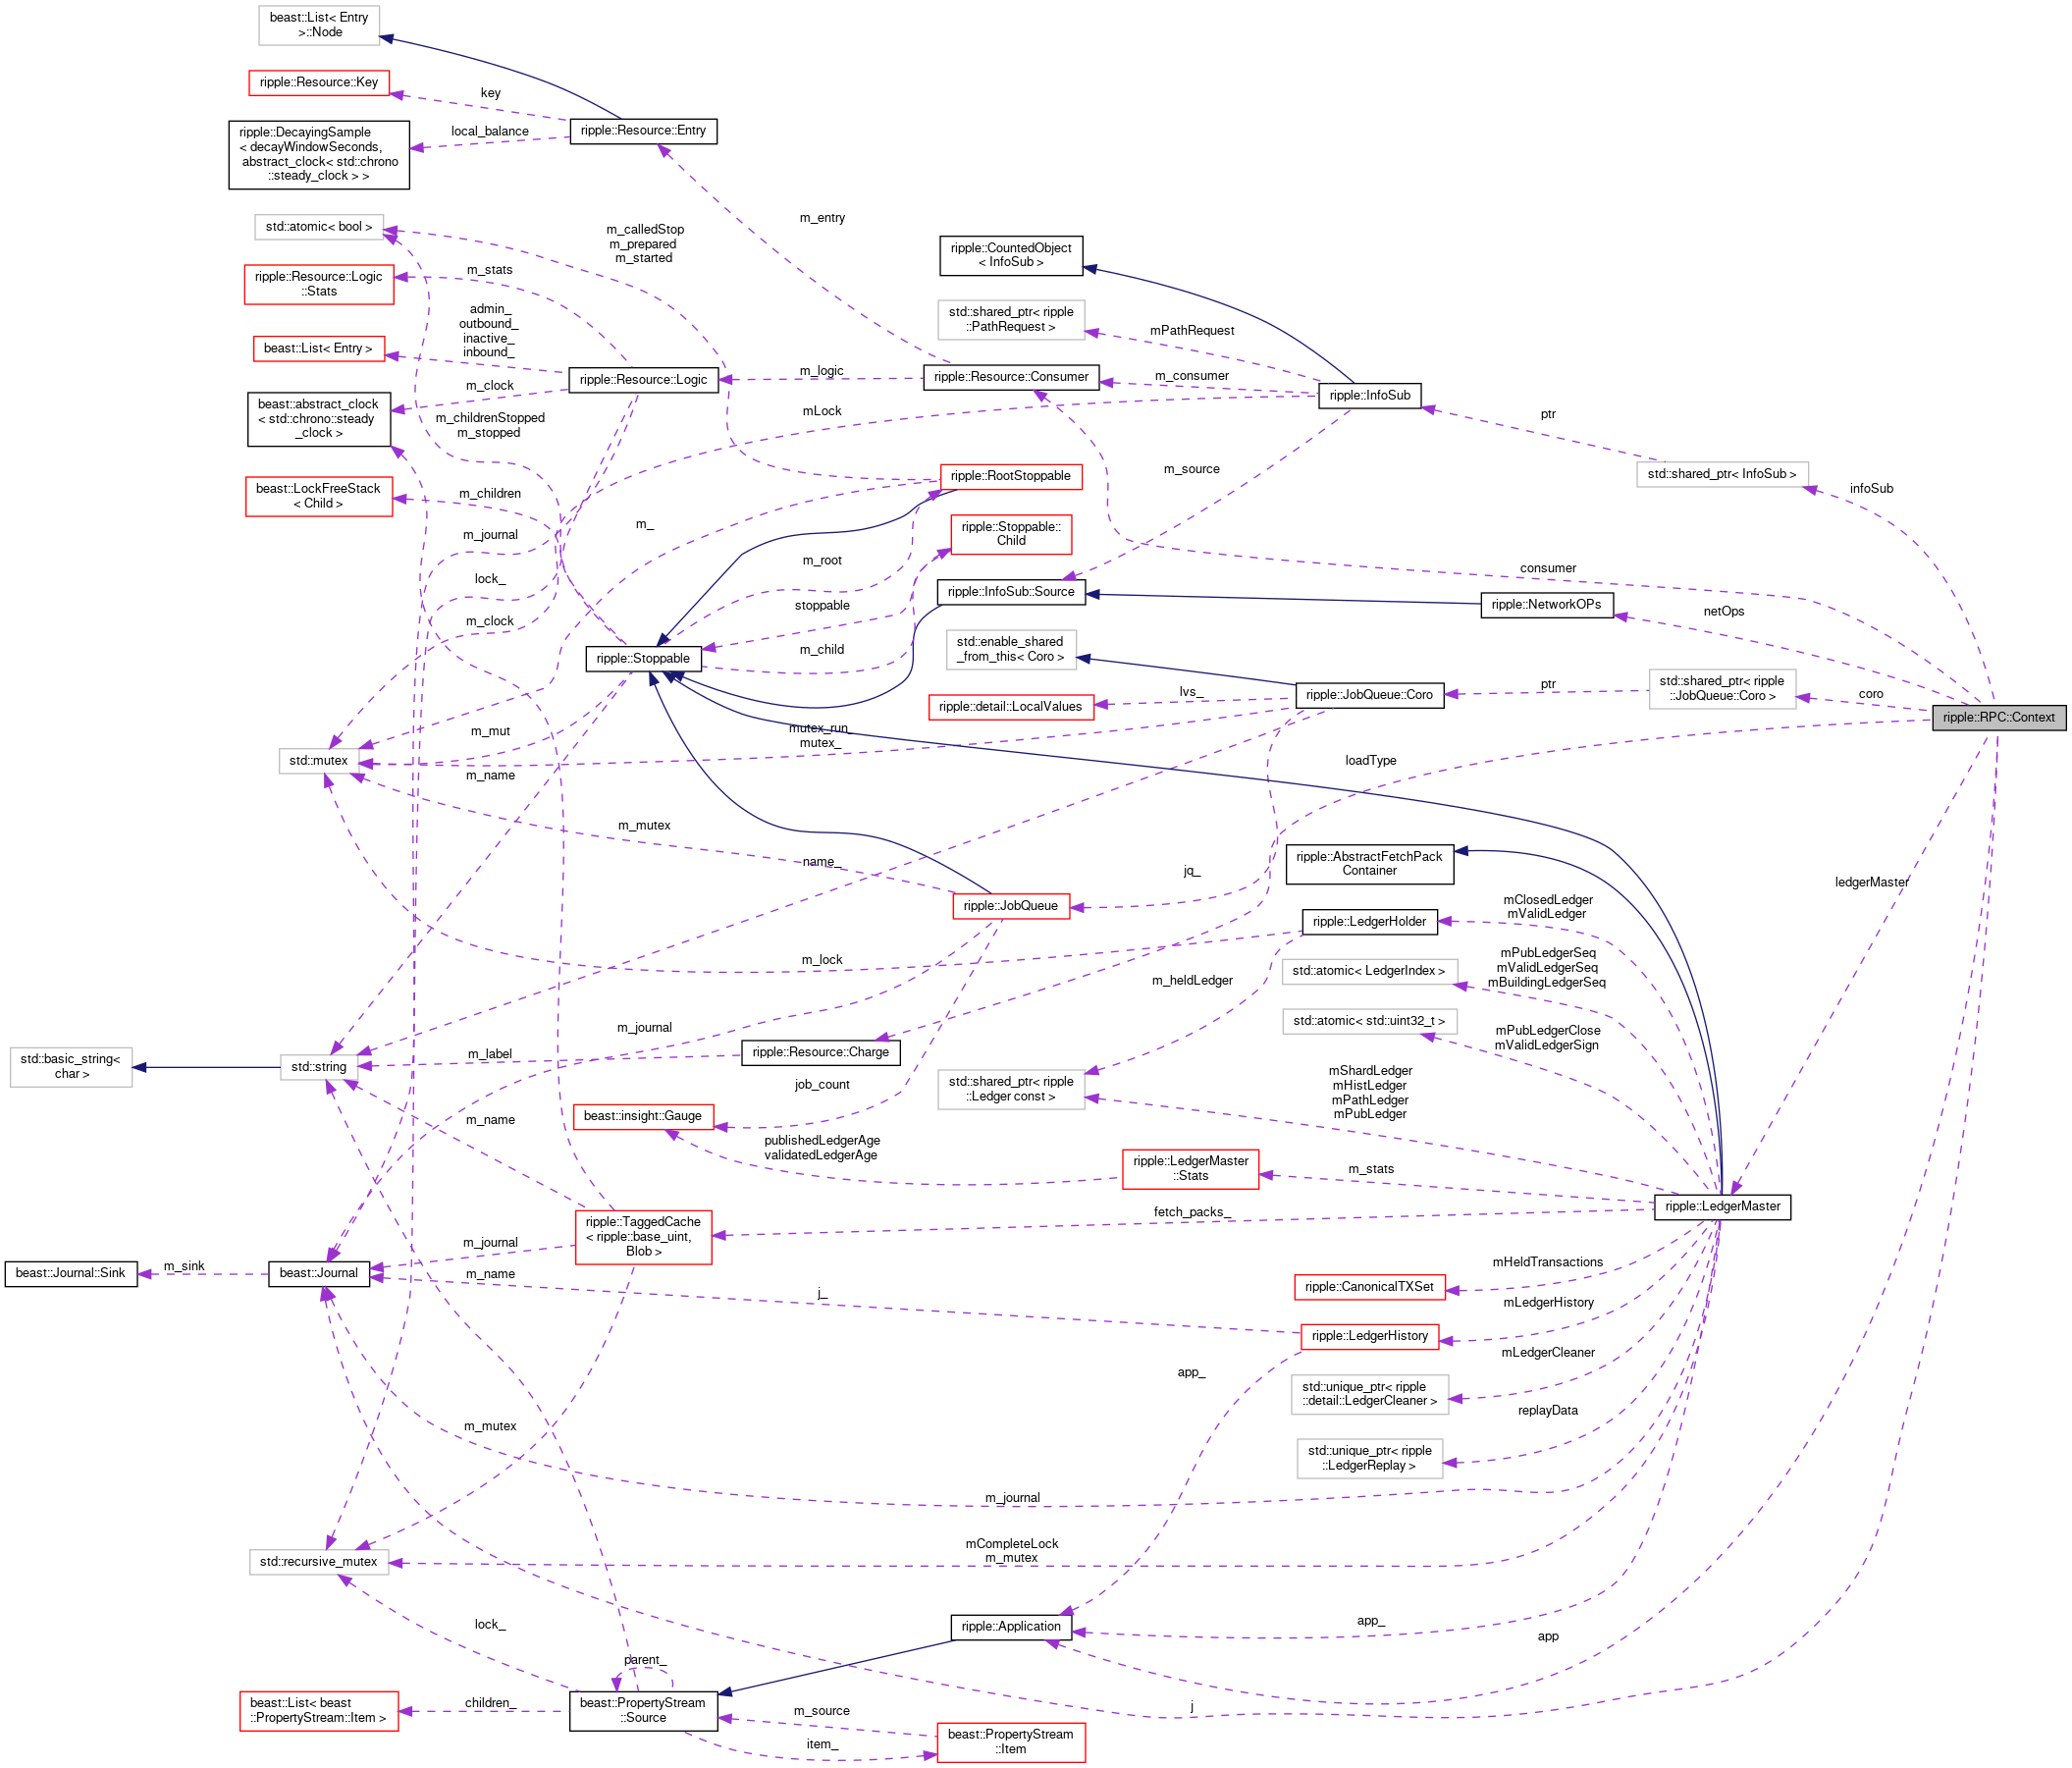 beast::List< Entry
>::Node
ripple::Resource::Key
key
ripple::Resource::Entry
ripple::DecayingSample
< decayWindowSeconds,
abstract_clock< std::chrono
::steady_clock > >
local_balance
std::atomic< bool >
m_calledStop
m_prepared
m_started
m_entry
ripple::CountedObject
< InfoSub >
ripple::Resource::Logic
::Stats
m_stats
std::shared_ptr< ripple
::PathRequest >
mPathRequest
beast::List< Entry >
admin_
outbound_
inactive_
inbound_
ripple::Resource::Logic
m_logic
ripple::Resource::Consumer
m_consumer
ripple::InfoSub
beast::abstract_clock
< std::chrono::steady
_clock >
m_clock
m_childrenStopped
m_stopped
mLock
ptr
m_source
std::shared_ptr< InfoSub >
infoSub
beast::LockFreeStack
< Child >
m_children
ripple::RootStoppable
m_journal
m_
ripple::Stoppable::
Child
m_root
consumer
lock_
stoppable
ripple::InfoSub::Source
ripple::NetworkOPs
netOps
m_clock
ripple::Stoppable
m_child
std::enable_shared
_from_this< Coro >
ripple::detail::LocalValues
lvs_
ripple::JobQueue::Coro
ptr
std::shared_ptr< ripple
::JobQueue::Coro >
coro
ripple::RPC::Context
std::mutex
m_mut
mutex_run_
mutex_
m_name
loadType
m_mutex
name_
ripple::JobQueue
jq_
ripple::AbstractFetchPack
Container
ledgerMaster
ripple::LedgerHolder
mClosedLedger
mValidLedger
m_lock
m_heldLedger
std::atomic< LedgerIndex >
mPubLedgerSeq
mValidLedgerSeq
mBuildingLedgerSeq
std::atomic< std::uint32_t >
mPubLedgerClose
mValidLedgerSign
m_journal
std::basic_string<
char >
std::string
m_label
ripple::Resource::Charge
job_count
std::shared_ptr< ripple
::Ledger const >
mShardLedger
mHistLedger
mPathLedger
mPubLedger
m_name
beast::insight::Gauge
publishedLedgerAge
validatedLedgerAge
ripple::LedgerMaster
::Stats
m_stats
ripple::LedgerMaster
ripple::TaggedCache
< ripple::base_uint,
Blob >
fetch_packs_
m_journal
beast::Journal::Sink
m_sink
beast::Journal
m_name
j_
ripple::CanonicalTXSet
mHeldTransactions
ripple::LedgerHistory
mLedgerHistory
app_
std::unique_ptr< ripple
::detail::LedgerCleaner >
mLedgerCleaner
m_mutex
std::unique_ptr< ripple
::LedgerReplay >
replayData
m_journal
std::recursive_mutex
mCompleteLock
m_mutex
lock_
ripple::Application
app_
app
parent_
beast::List< beast
::PropertyStream::Item >
children_
beast::PropertyStream
::Source
m_source
item_
beast::PropertyStream
::Item
j